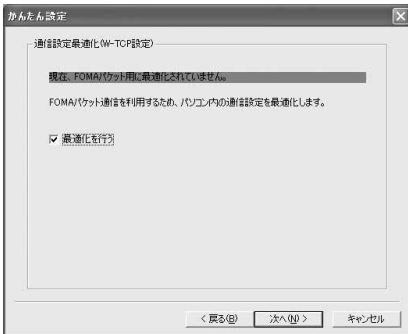 かんたん設定
通信設定最適化(W-TCP設定)
現在、FOMAパケット用に最適化されていません。
FOMAパケット通信を利用するため、パソコン内の通信設定を最適化します。
最適化を行う
< 戻る(B)
次へ(N) >
キャンセル